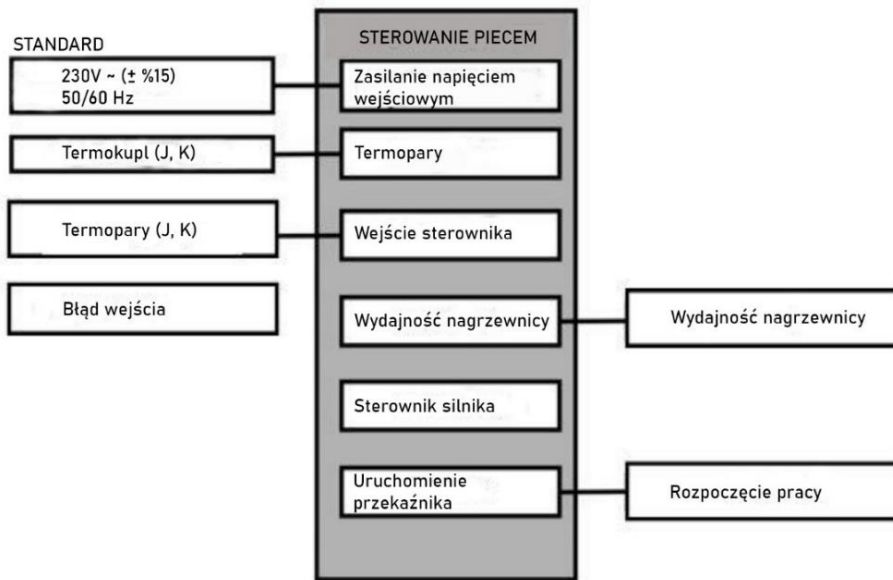 STANDARD
230V ~ (± %15)
50/60 Hz
Termokupl (J, K)
Termopary (J, K)
Błąd wejścia
STEROWANIE PIECEM
Zasilanie napięciem
wejściowym
Termopary
Wejście sterownika
Wydajność nagrzewnicy
Sterownik silnika
Uruchomienie
przekaźnika
Wydajność nagrzewnicy
Rozpoczęcie pracy